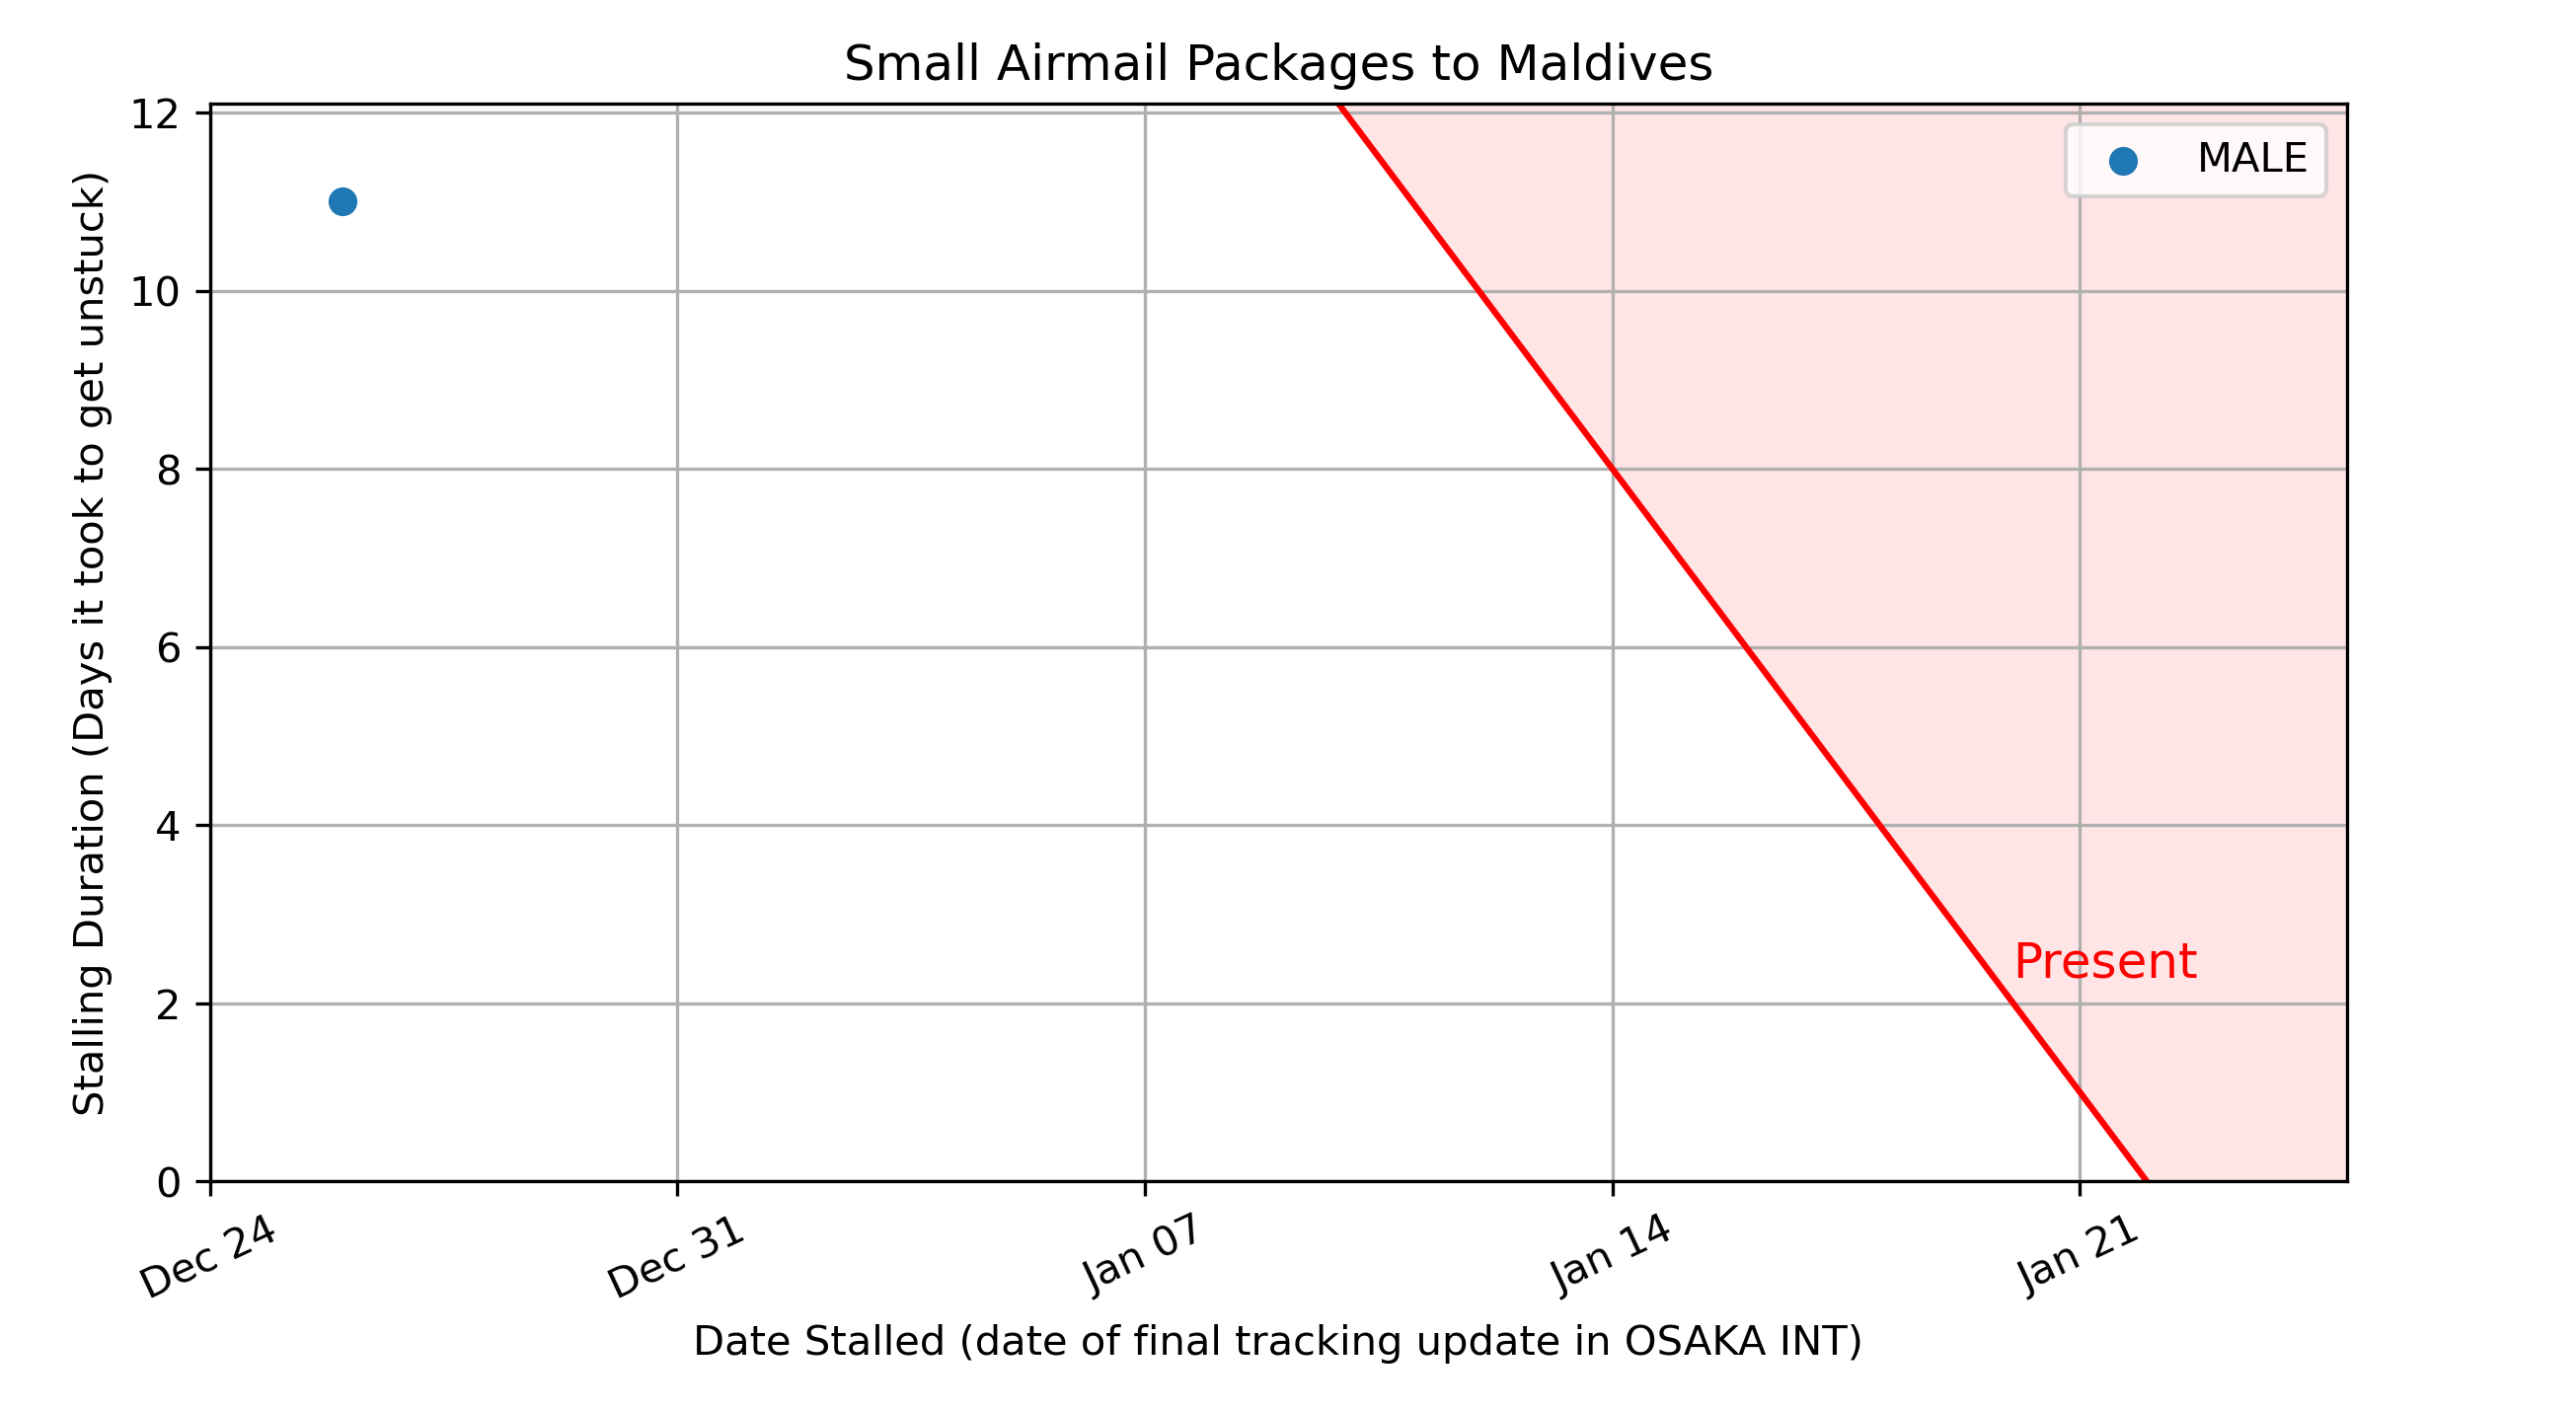 Small Airmail Packages to Maldives
MALE
Stalling Duration (Days it took to get unstuck)
12
10
8
6
4
2
0
Present
Dec 24
Dec 31
Jan 07
Jan 14
Jan 21
Date Stalled (date of final tracking update in OSAKA INT)